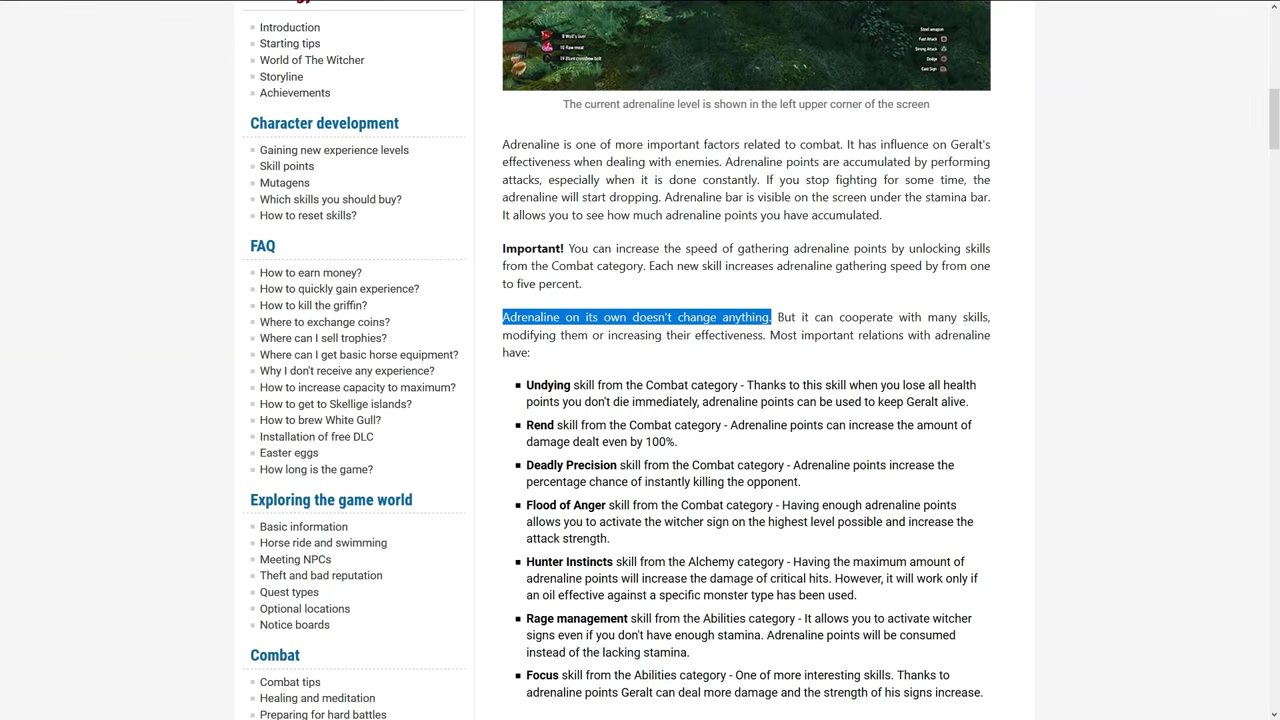 Introduction
Starting tips
World of The Witcher
Storyline
Achievements
Character development
Gaining new experience levels
Skill points
Mutagens
Which skills you should buy?
How to reset skills?
FAQ
How to earn money?
How to quickly gain experience?
How to kill the griffin?
Where to exchange coins?
Where can I sell trophies?
Where can I get basic horse equipment?
Why I don't receive any experience?
How to increase capacity to maximum?
How to get to Skellige islands?
How to brew White Gull?
Installation of free DLC
Easter eggs
How long is the game?
Exploring the game world
Basic information
Horse ride and swimming
Meeting NPCs
Theft and bad reputation
Quest types
Optional locations
Notice boards
Combat
Combat tips
Healing and meditation
Preparing for hard battles
8 Wolf's liver
10 Raw meat
Steel weapon
Fast Attack
Strong Attack
Dodge
Cast Sign
The current adrenaline level is shown in the left upper corner of the screen
Adrenaline is one of more important factors related to combat. It has influence on Geralt's
effectiveness when dealing with enemies. Adrenaline points are accumulated by performing
attacks, especially when it is done constantly. If you stop fighting for some time, the
adrenaline will start dropping. Adrenaline bar is visible on the screen under the stamina bar.
It allows you to see how much adrenaline points you have accumulated.
Important! You can increase the speed of gathering adrenaline points by unlocking skills
from the Combat category. Each new skill increases adrenaline gathering speed by from one
to five percent.
Adrenaline on its own doesn't change anything. But it can cooperate with many skills,
modifying them or increasing their effectiveness. Most important relations with adrenaline
have:
Undying skill from the Combat category - Thanks to this skill when you lose all health
points you don't die immediately, adrenaline points can be used to keep Geralt alive.
Rend skill from the Combat category - Adrenaline points can increase the amount of
damage dealt even by 100%.
Deadly Precision skill from the Combat category - Adrenaline points increase the
percentage chance of instantly killing the opponent.
Flood of Anger skill from the Combat category - Having enough adrenaline points
allows you to activate the witcher sign on the highest level possible and increase the
attack strength.
Hunter Instincts skill from the Alchemy category - Having the maximum amount of
adrenaline points will increase the damage of critical hits. However, it will work only if
an oil effective against a specific monster type has been used.
Rage management skill from the Abilities category - It allows you to activate witcher
signs even if you don't have enough stamina. Adrenaline points will be consumed
instead of the lacking stamina.
Focus skill from the Abilities category - One of more interesting skills. Thanks to
adrenaline points Geralt can deal more damage and the strength of his signs increase.